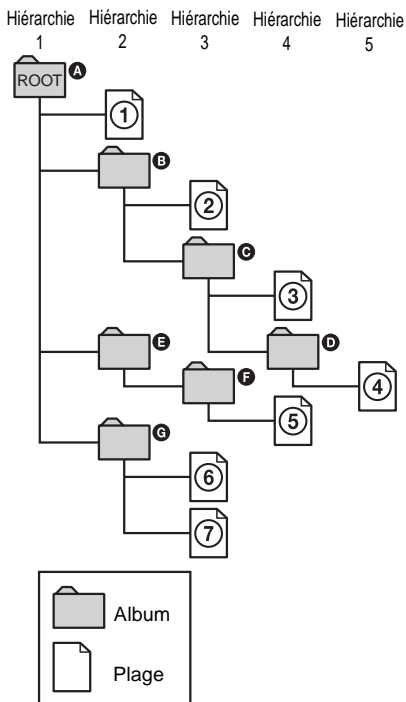 Hiérarchie Hiérarchie Hiérarchie Hiérarchie Hiérarchie
1 2 3 4 5
ROOT A
1
B
2
C
3
E F D
4
5
G
6
7
Album
Plage